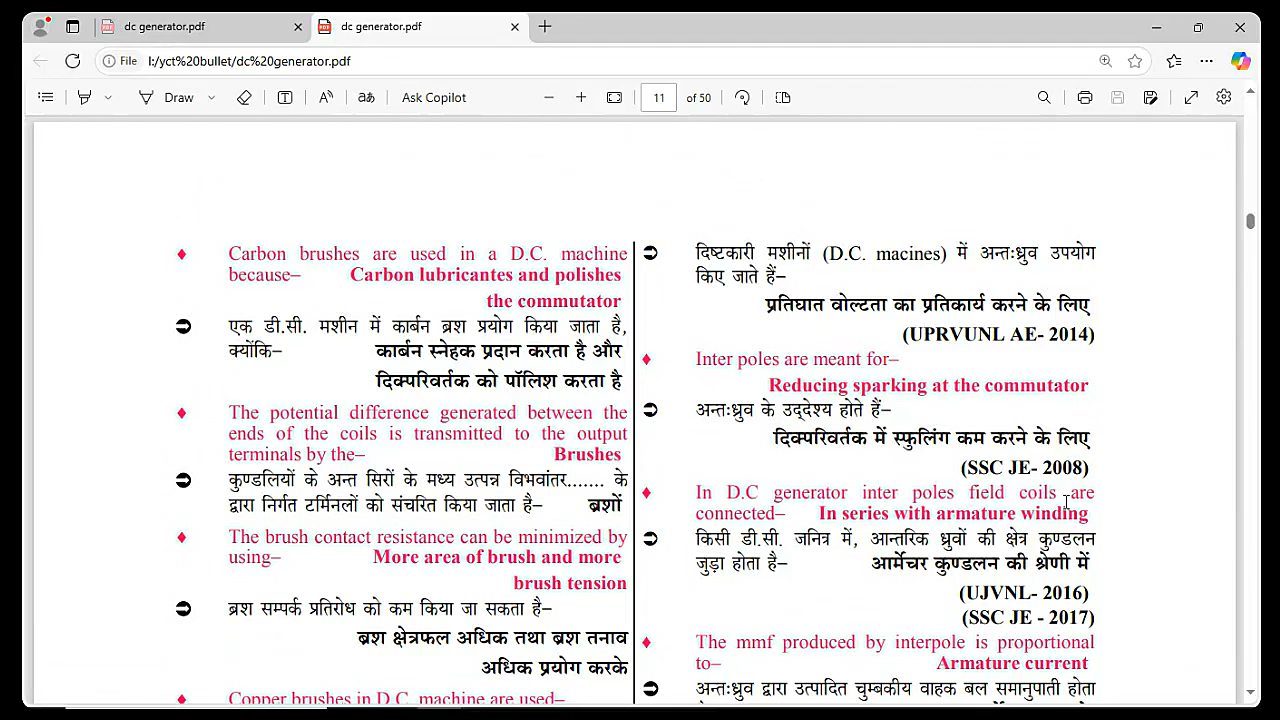 dc generator.pdf
dc generator.pdf
File
I:/yct%20bullet/dc%20generator.pdf
Draw
aあ
Ask Copilot
11 of 50
Carbon brushes are used in a D.C. machine
because– Carbon lubricantes and polishes
the commutator
एक डी.सी. मशीन में कार्बन ब्रश प्रयोग किया जाता है,
क्योंकि– कार्बन स्नेहक प्रदान करता है और
दिक्परिवर्तक को पॉलिश करता है
The potential difference generated between the
ends of the coils is transmitted to the output
terminals by the– Brushes
कुण्डलियों के अन्त सिरों के मध्य उत्पन्न विभवांतर....... के
द्वारा निर्गत टर्मिनलों को संचरित किया जाता है– ब्रशों
The brush contact resistance can be minimized by
using– More area of brush and more
brush tension
ब्रश सम्पर्क प्रतिरोध को कम किया जा सकता है–
ब्रश क्षेत्रफल अधिक तथा ब्रश तनाव
अधिक प्रयोग करके
Copper brushes in D.C. machine are used–
दिष्टकारी मशीनों (D.C. macines) में अन्तःध्रुव उपयोग
किए जाते हैं–
प्रतिघात वोल्टता का प्रतिकार्य करने के लिए
(UPRVUNL AE- 2014)
Inter poles are meant for–
Reducing sparking at the commutator
अन्तःध्रुव के उद्देश्य होते हैं–
दिक्परिवर्तक में स्फुलिंग कम करने के लिए
(SSC JE- 2008)
In D.C generator inter poles field coils are
connected– In series with armature winding
किसी डी.सी. जनित्र में, आन्तरिक ध्रुवों की क्षेत्र कुण्डलन
जुड़ा होता है– आर्मेचर कुण्डलन की श्रेणी में
(UJVNL- 2016)
(SSC JE - 2017)
The mmf produced by interpole is proportional
to– Armature current
अन्तःध्रुव द्वारा उत्पादित चुम्बकीय वाहक बल समानुपाती होता